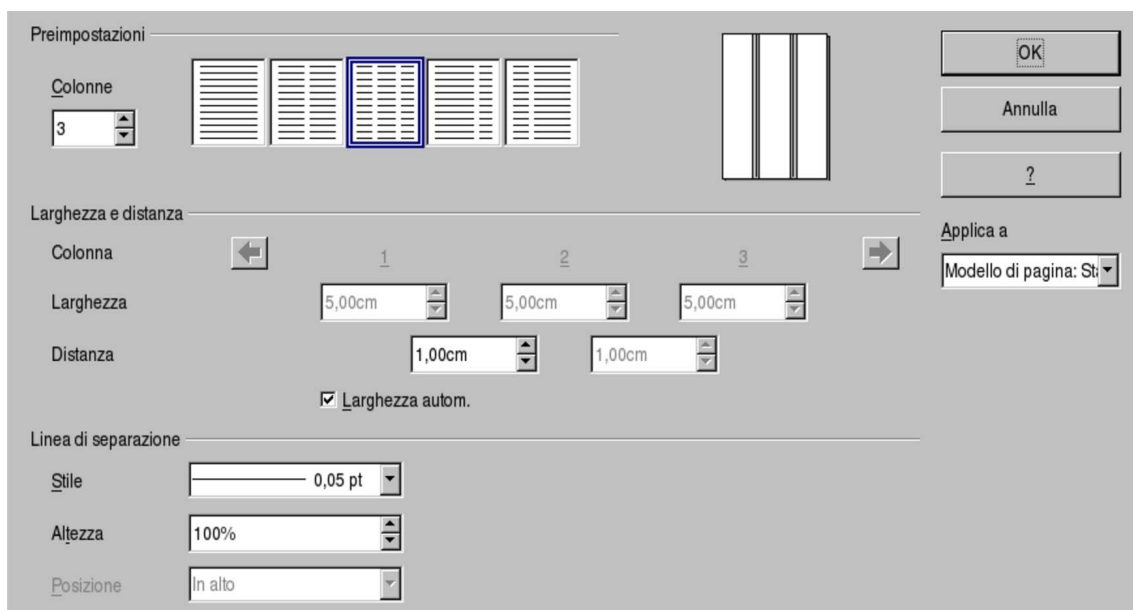 Preimpostazioni
Colonne
3
OK
Annulla
?
Larghezza e distanza
Applica a
Modello di pagina: Sta
Colonna
1
2
3
Larghezza
5,00cm
5,00cm
5,00cm
Distanza
1,00cm
1,00cm
Larghezza autom.
Linea di separazione
Stile
0,05 pt
Altezza
100%
Posizione
In alto